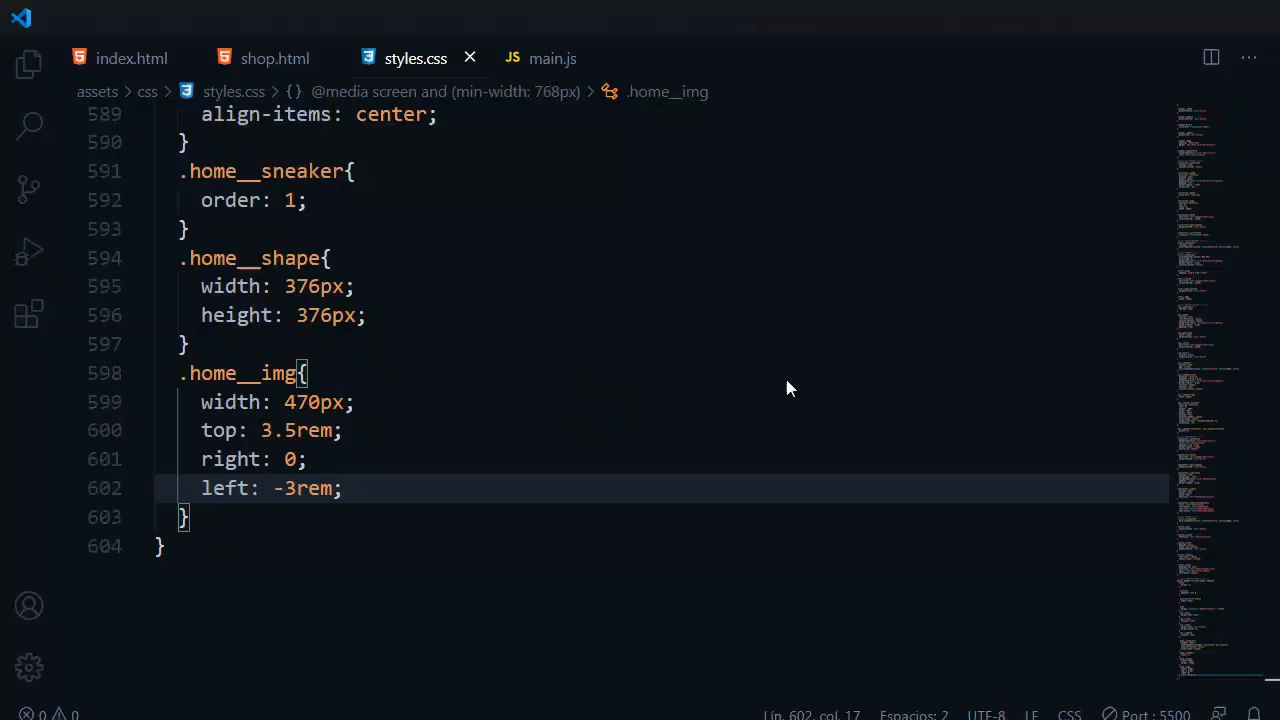 index.html shop.html styles.css JS main.js
assets > css > styles.css > {} @media screen and (min-width: 768px) > .home__img
589 align-items: center;
590 }
591 .home__sneaker{
592 order: 1;
593 }
594 .home__shape{
595 width: 376px;
596 height: 376px;
597 }
598 .home__img{
599 width: 470px;
600 top: 3.5rem;
601 right: 0;
602 left: -3rem;
603 }
604 }
0 0 Lín. 602, col. 17 Espacios: 2 UTF-8 LF CSS Port : 5500